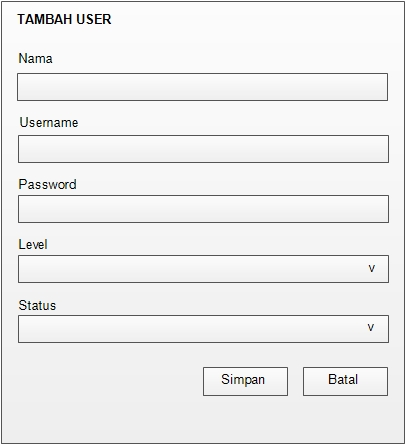 TAMBAH USER
Nama
Username
Password
Level
v
Status
v
Simpan Batal